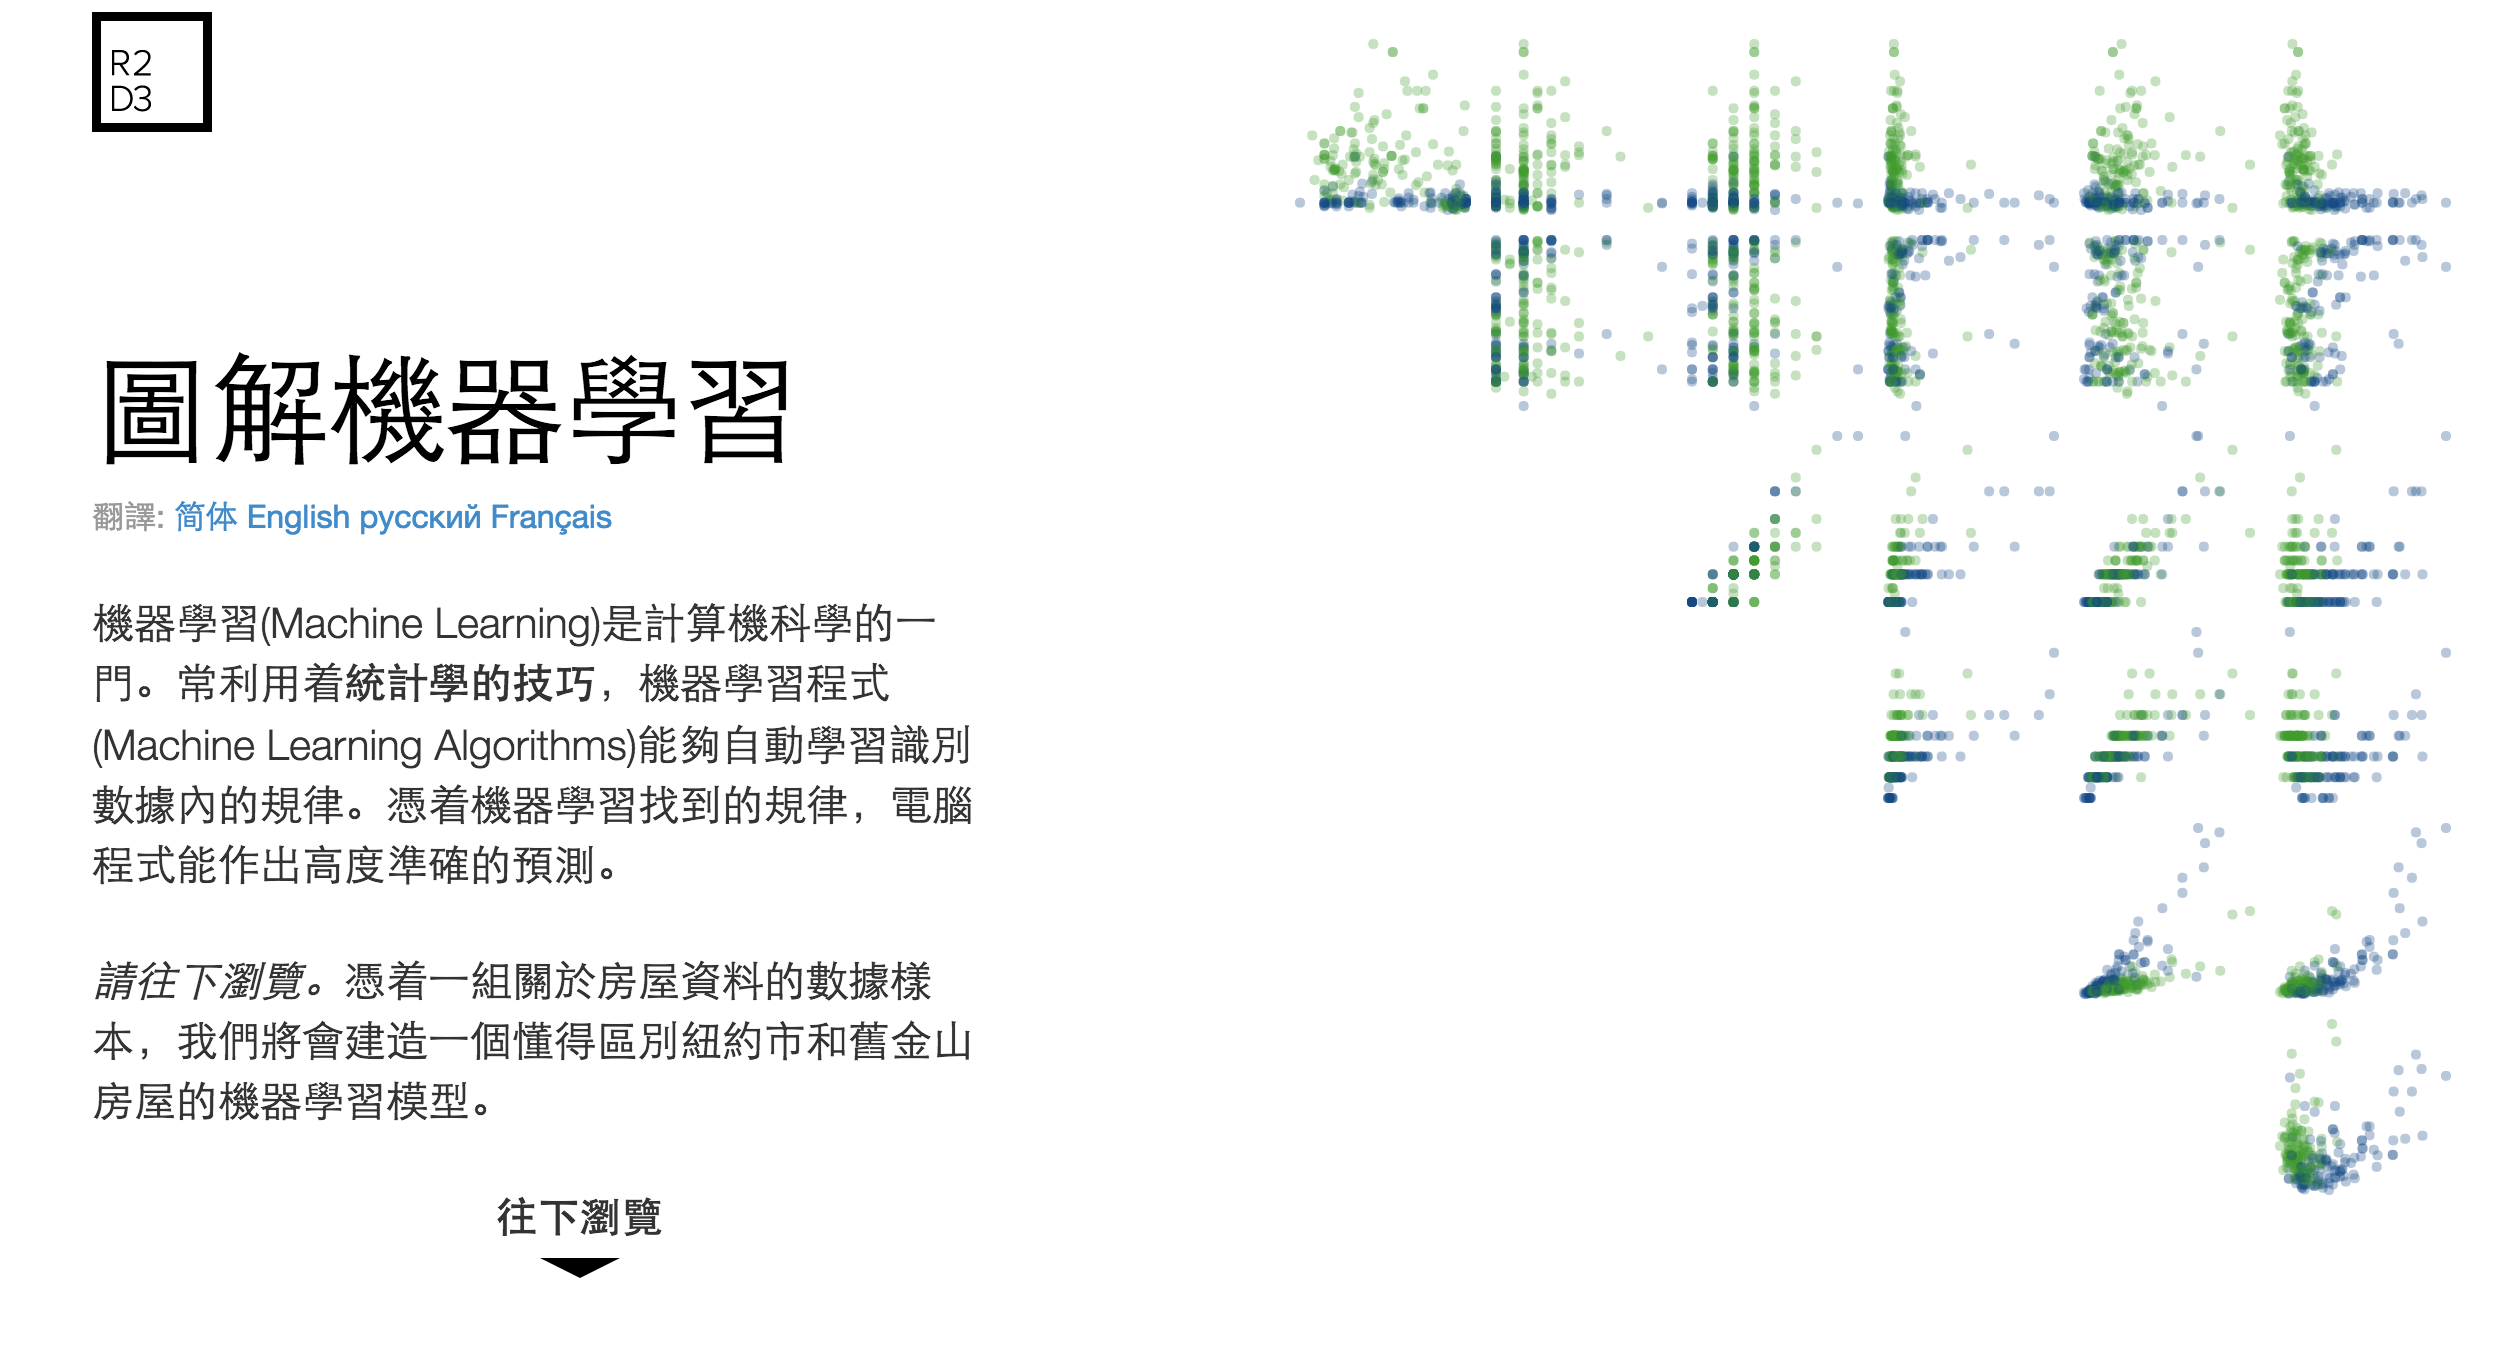 R2
D3
圖解機器學習
翻譯: 简体 English русский Français
機器學習(Machine Learning)是計算機科學的一
門。常利用着統計學的技巧，機器學習程式
(Machine Learning Algorithms)能夠自動學習識別
數據內的規律。憑着機器學習找到的規律，電腦
程式能作出高度準確的預測。
請往下瀏覽。憑着一組關於房屋資料的數據樣
本，我們將會建造一個懂得區別紐約市和舊金山
房屋的機器學習模型。
往下瀏覽